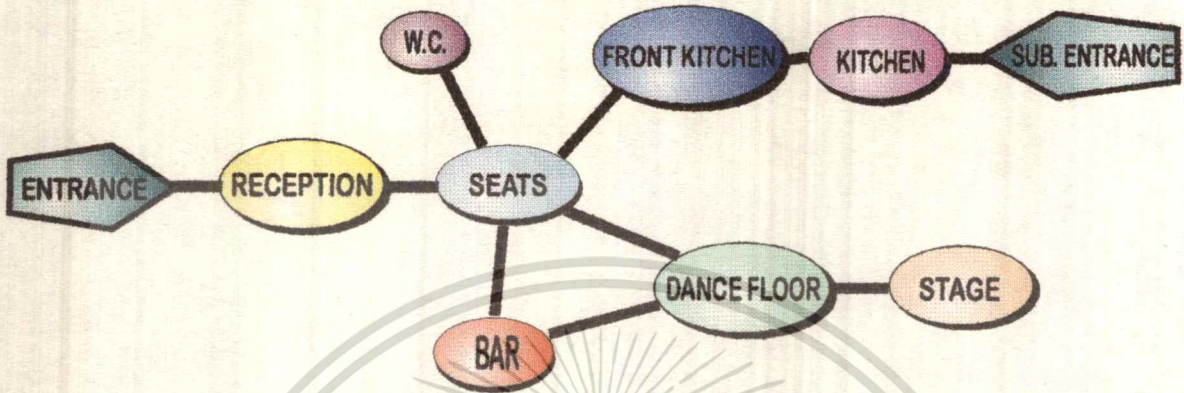 W.C.
FRONT KITCHEN
KITCHEN
SUB. ENTRANCE
ENTRANCE
RECEPTION
SEATS
DANCE FLOOR
STAGE
BAR